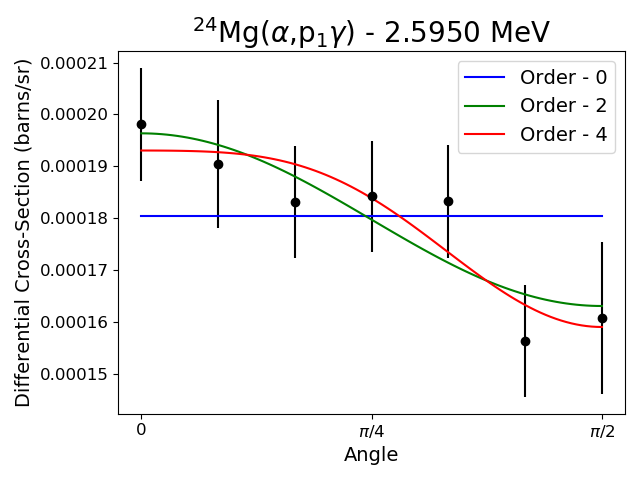 ²⁴Mg(α,p₁γ) - 2.5950 MeV
Order - 0
Order - 2
Order - 4
Differential Cross-Section (barns/sr)
0.00021
0.00020
0.00019
0.00018
0.00017
0.00016
0.00015
0 π/4 π/2
Angle